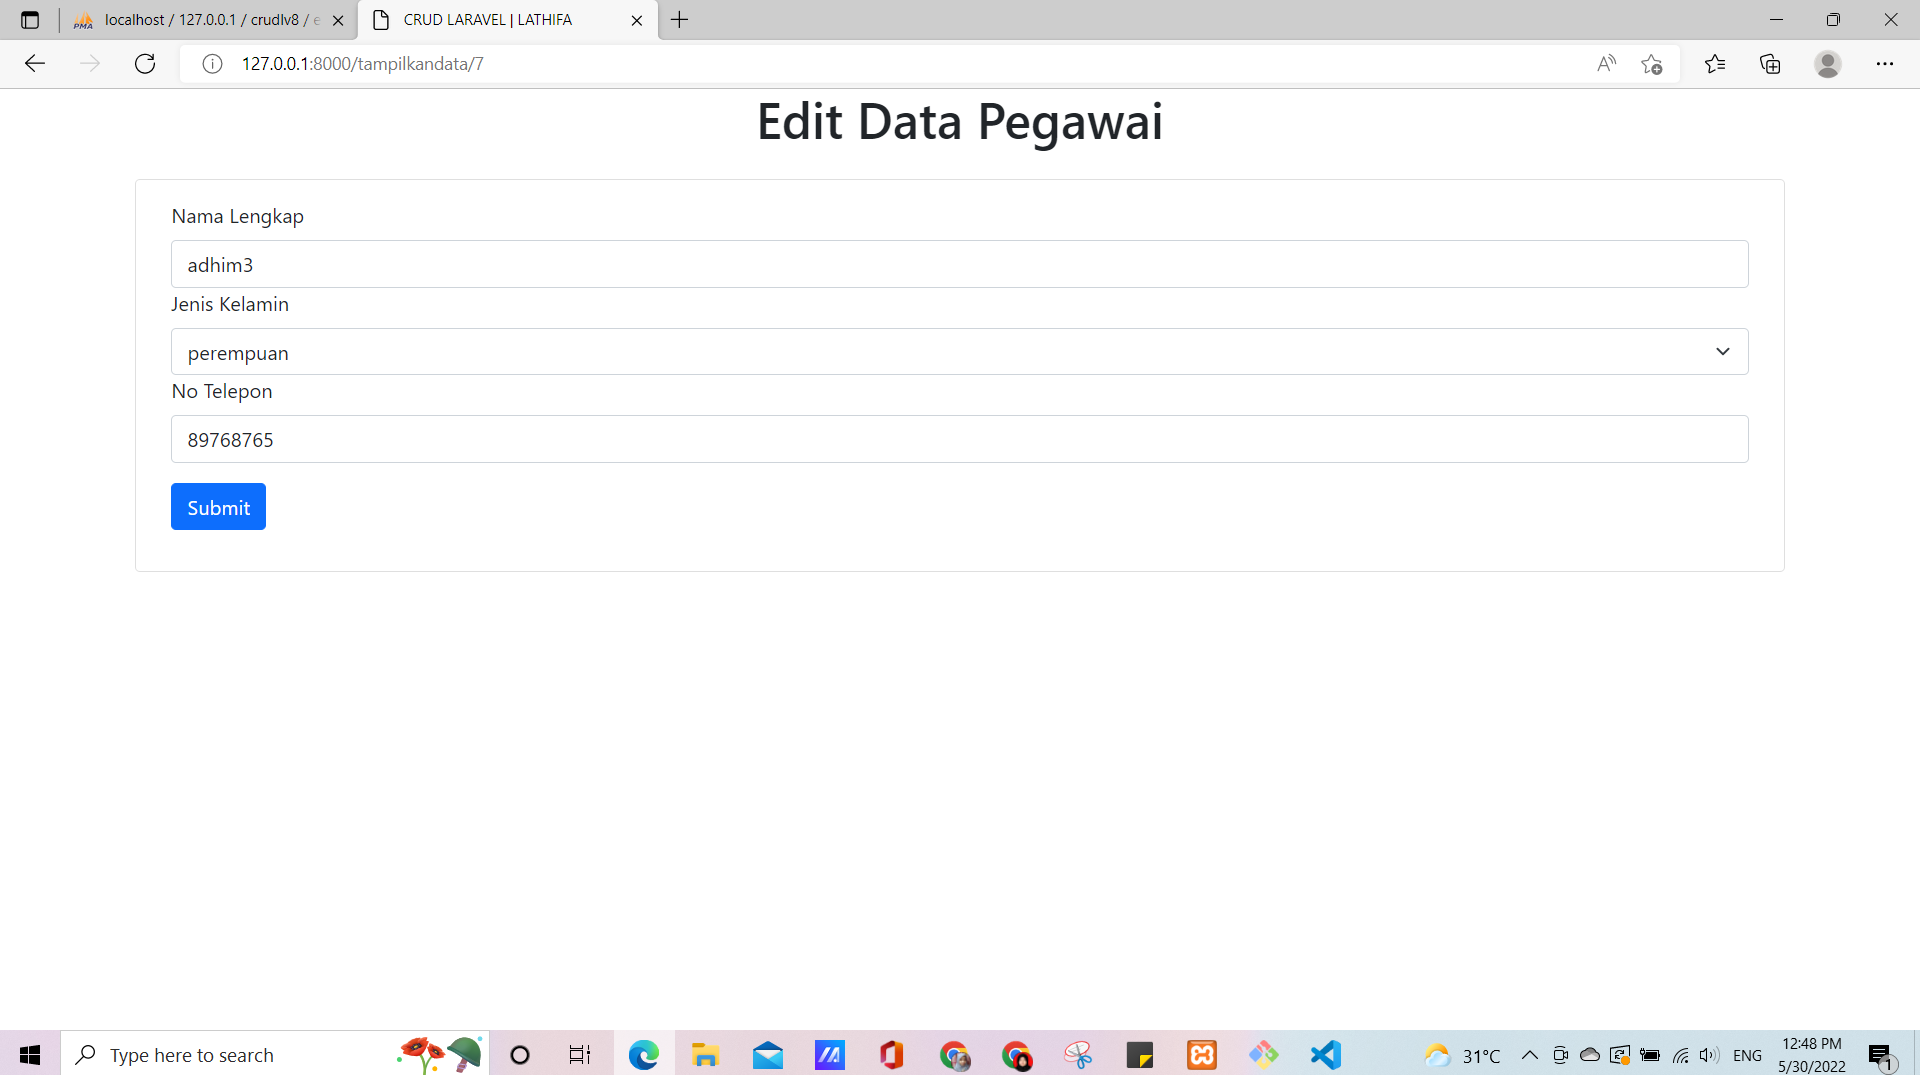 localhost / 127.0.0.1 / crudlv8 / e
CRUD LARAVEL | LATHIFA
127.0.0.1:8000/tampilkandata/7
Edit Data Pegawai
Nama Lengkap
adhim3
Jenis Kelamin
perempuan
No Telepon
89768765
Submit
Type here to search
31°C
ENG
12:48 PM
5/30/2022
1